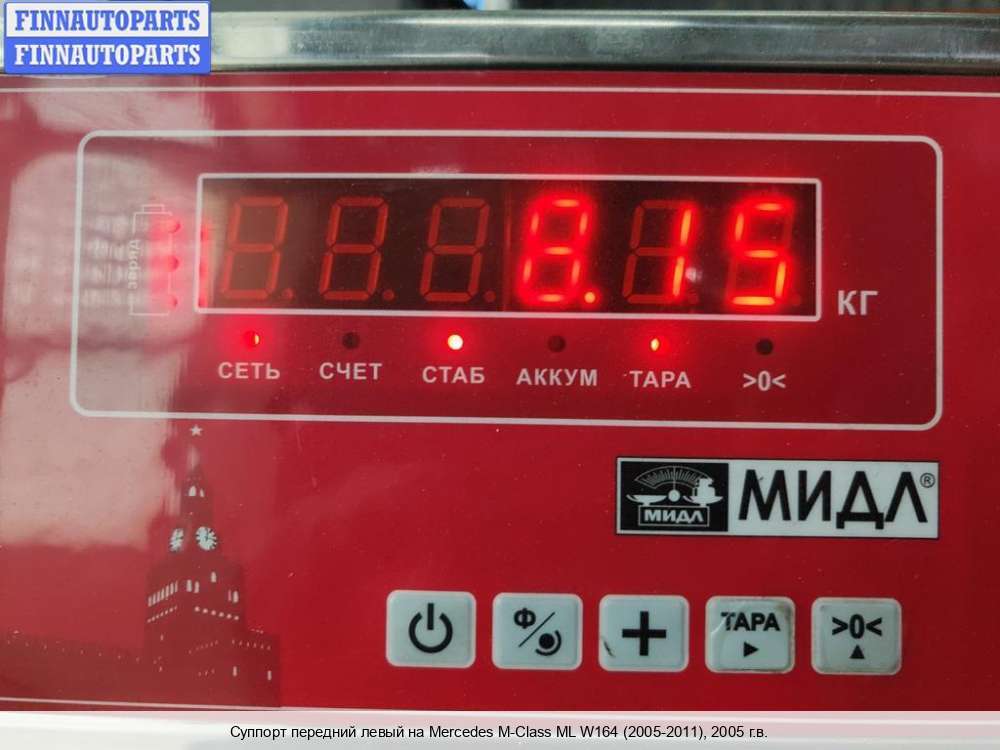 FINNAUTOPARTS
FINNAUTOPARTS
заряд
8.15
КГ
СЕТЬ СЧЕТ СТАБ АККУМ ТАРА >0<
МИДЛ МИДЛ®
Ф/ + ТАРА >0<
Суппорт передний левый на Mercedes M-Class ML W164 (2005-2011), 2005 г.в.